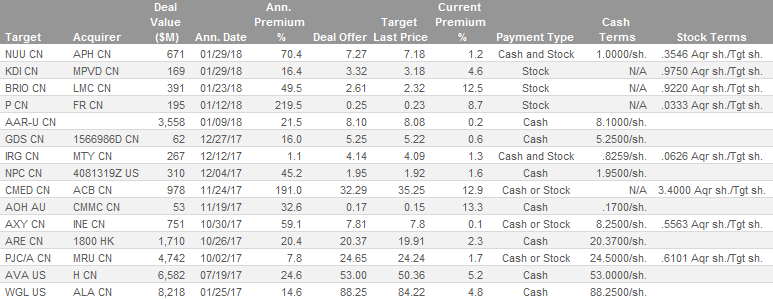 Target Acquirer Deal Value ($M) Ann. Date Ann. Premium % Deal Offer Target Last Price Current Premium % Payment Type Cash Terms Stock Terms
NUU CN APH CN 671 01/29/18 70.4 7.27 7.18 1.2 Cash and Stock 1.0000/sh. .3546 Aqr sh./Tgt sh.
KDI CN MPVD CN 169 01/29/18 16.4 3.32 3.18 4.6 Stock N/A .9750 Aqr sh./Tgt sh.
BRIO CN LMC CN 391 01/23/18 49.5 2.61 2.32 12.5 Stock N/A .9220 Aqr sh./Tgt sh.
P CN FR CN 195 01/12/18 219.5 0.25 0.23 8.7 Stock N/A .0333 Aqr sh./Tgt sh.
AAR-U CN 3,558 01/09/18 21.5 8.10 8.08 0.2 Cash 8.1000/sh.
GDS CN 1566986D CN 62 12/27/17 16.0 5.25 5.22 0.6 Cash 5.2500/sh.
IRG CN MTY CN 267 12/12/17 1.1 4.14 4.09 1.3 Cash and Stock .8259/sh. .0626 Aqr sh./Tgt sh.
NPC CN 4081319Z US 310 12/04/17 45.2 1.95 1.92 1.6 Cash 1.9500/sh.
CMED CN ACB CN 978 11/24/17 191.0 32.29 35.25 12.9 Cash or Stock N/A 3.4000 Aqr sh./Tgt sh.
AOH AU CMMC CN 53 11/19/17 32.6 0.17 0.15 13.3 Cash .1700/sh.
AXY CN INE CN 751 10/30/17 59.1 7.81 7.8 0.1 Cash or Stock 8.2500/sh. .5563 Aqr sh./Tgt sh.
ARE CN 1800 HK 1,710 10/26/17 20.4 20.37 19.91 2.3 Cash 20.3700/sh.
PJC/A CN MRU CN 4,742 10/02/17 7.8 24.65 24.24 1.7 Cash or Stock 24.5000/sh. .6101 Aqr sh./Tgt sh.
AVA US H CN 6,582 07/19/17 24.6 53.00 50.36 5.2 Cash 53.0000/sh.
WGL US ALA CN 8,218 01/25/17 14.6 88.25 84.22 4.8 Cash 88.2500/sh.